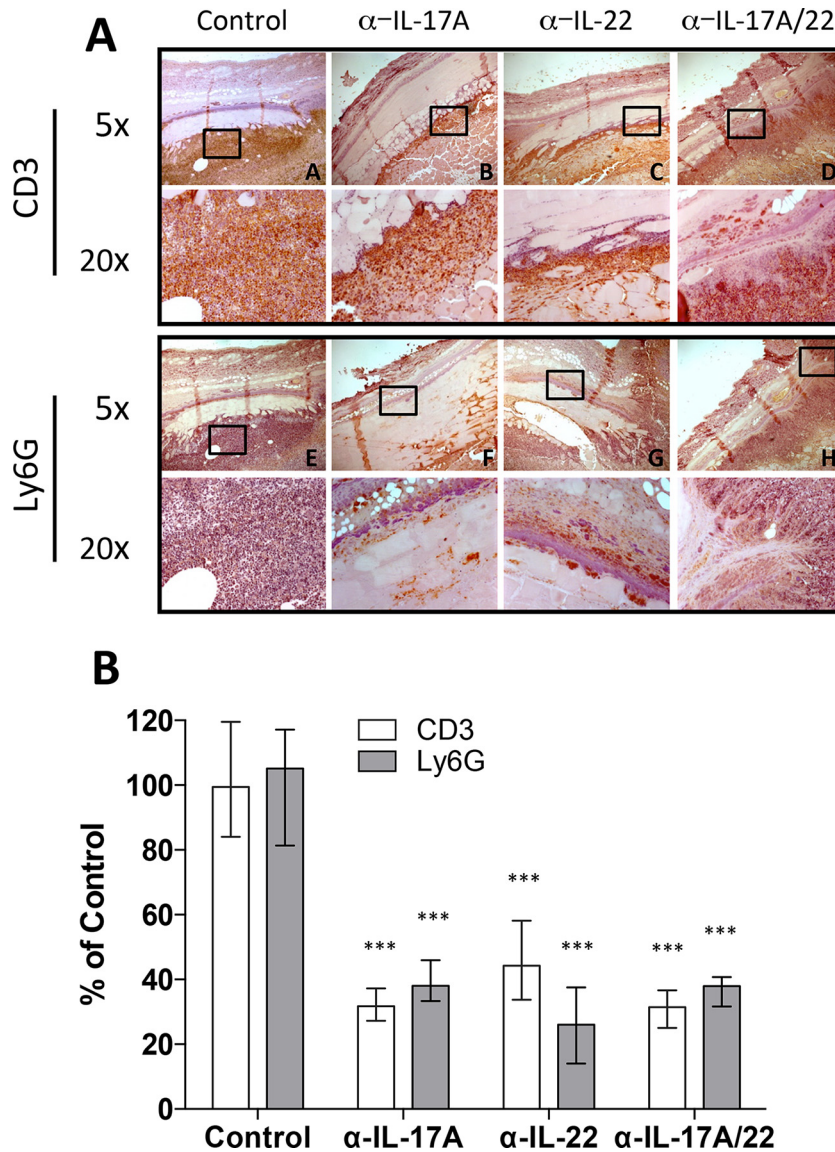 A
Control α–IL-17A α–IL-22 α–IL-17A/22
CD3
5x
A B C D
20x
Ly6G
5x
E F G H
20x
B
% of Control
120
100
80
60
40
20
0
CD3
Ly6G
*** *** *** *** *** ***
Control α-IL-17A α-IL-22 α-IL-17A/22